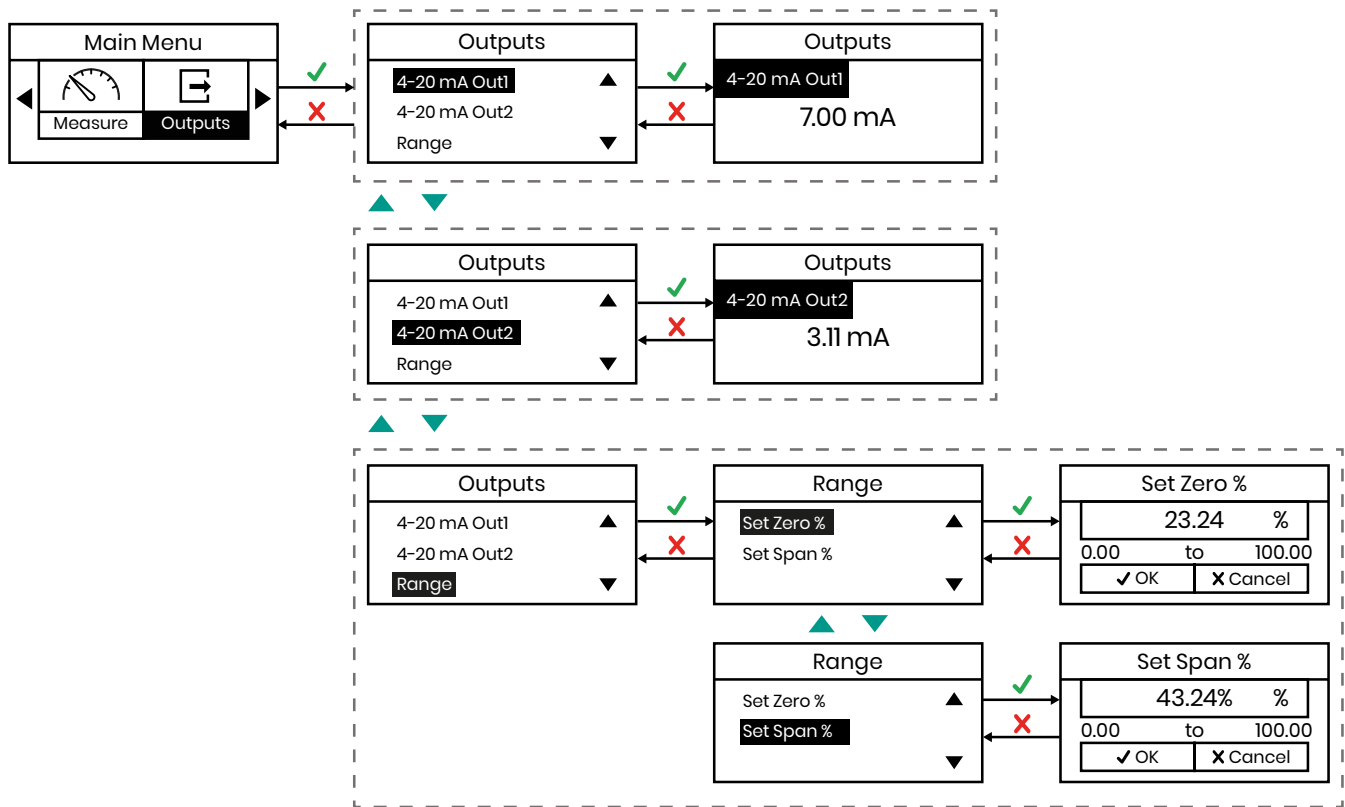 Main Menu
Measure
Outputs
Outputs
4-20 mA Out1
4-20 mA Out2
Range
Outputs
4-20 mA Out1
7.00 mA
Outputs
4-20 mA Out1
4-20 mA Out2
Range
Outputs
4-20 mA Out2
3.11 mA
Outputs
4-20 mA Out1
4-20 mA Out2
Range
Range
Set Zero %
Set Span %
Set Zero %
23.24 %
0.00 to 100.00
✓ OK X Cancel
Range
Set Zero %
Set Span %
Set Span %
43.24% %
0.00 to 100.00
✓ OK X Cancel